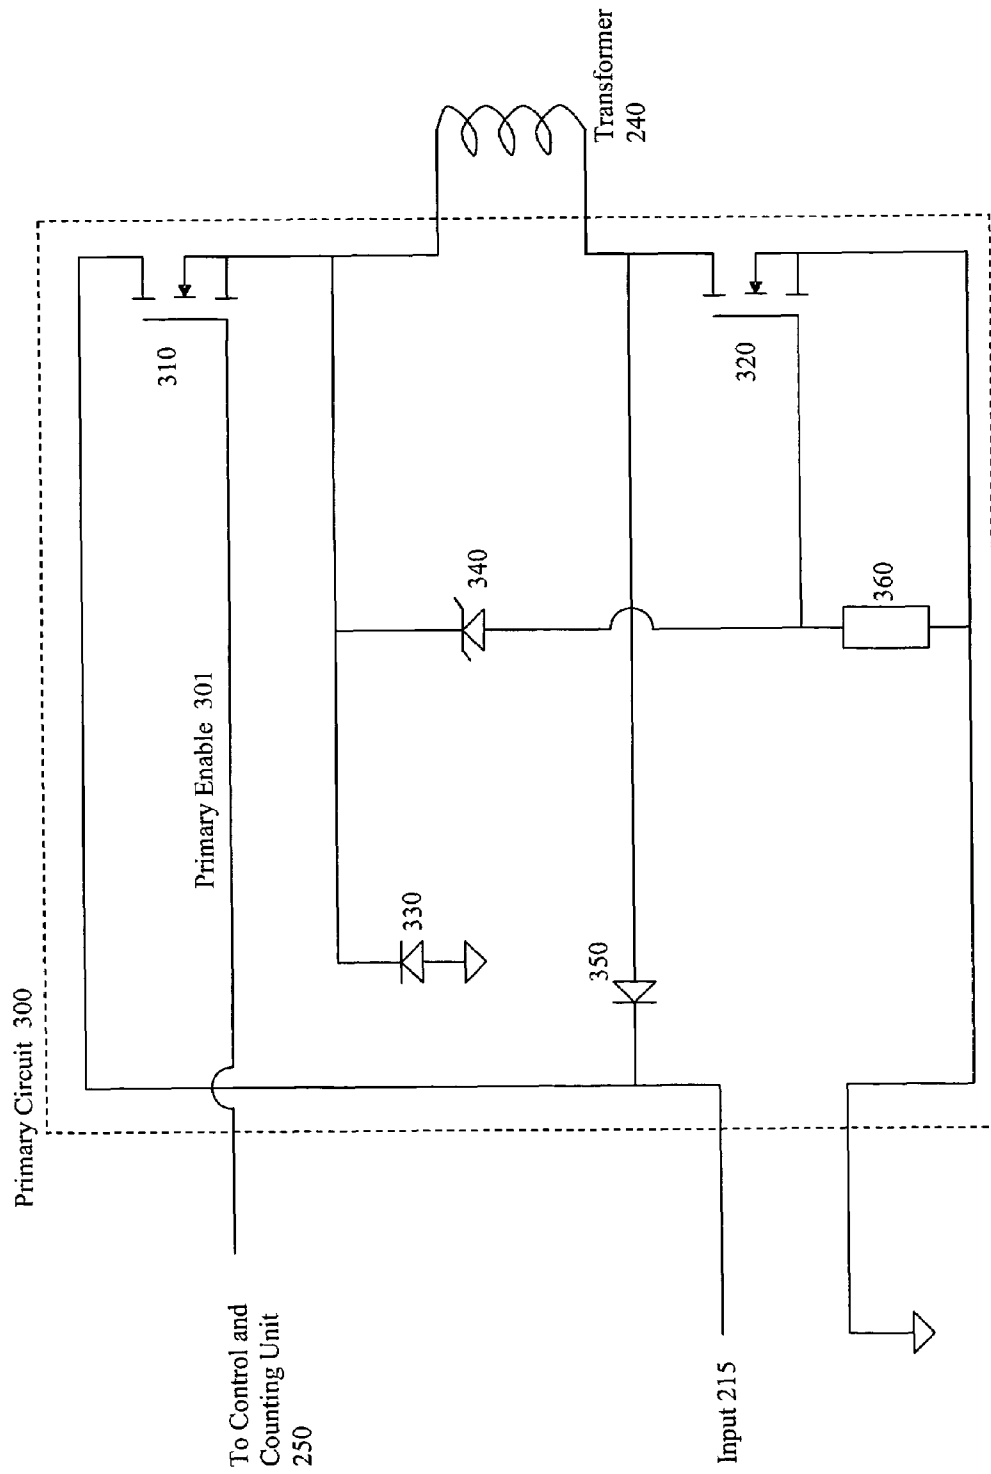 Primary Circuit 300
310
Primary Enable 301
Transformer
240
340
330
320
350
360
To Control and
Counting Unit
250
Input 215